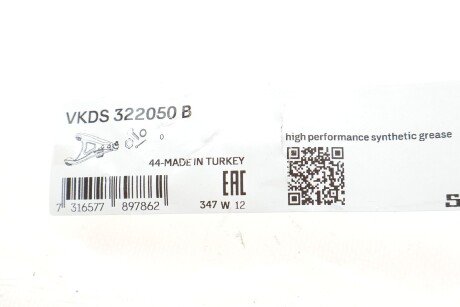 VKDS 322050 B
high performance synthetic grease
44-MADE IN TURKEY
EAC
7 316577 897862
347 W 12
S